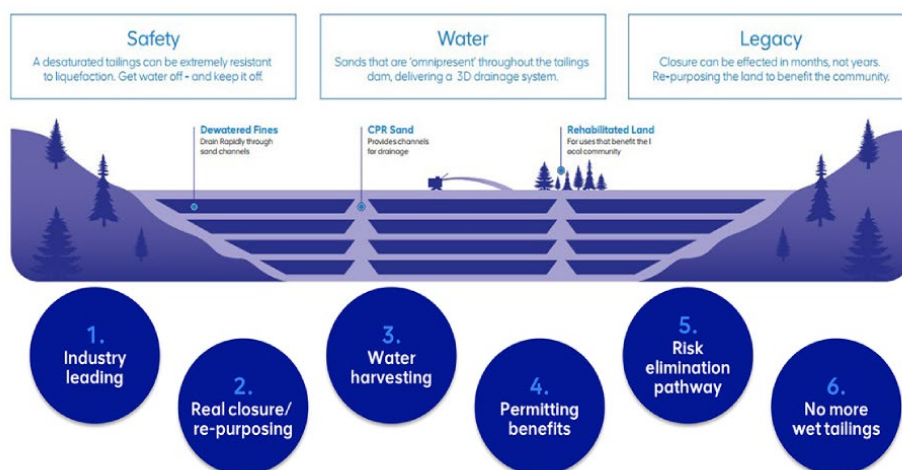 Safety
A desaturated tailings can be extremely resistant
to liquefaction. Get water off - and keep it off.
Water
Sands that are 'omnipresent' throughout the tailings
dam, delivering a 3D drainage system.
Legacy
Closure can be effected in months, not years.
Re-purposing the land to benefit the community.
Dewatered Fines
Drain Rapidly through
sand channels
CPR Sand
Provides channels
for drainage
Rehabilitated Land
For uses that benefit the l
ocal community
1.
Industry
leading
2.
Real closure/
re-purposing
3.
Water
harvesting
4.
Permitting
benefits
5.
Risk
elimination
pathway
6.
No more
wet tailings